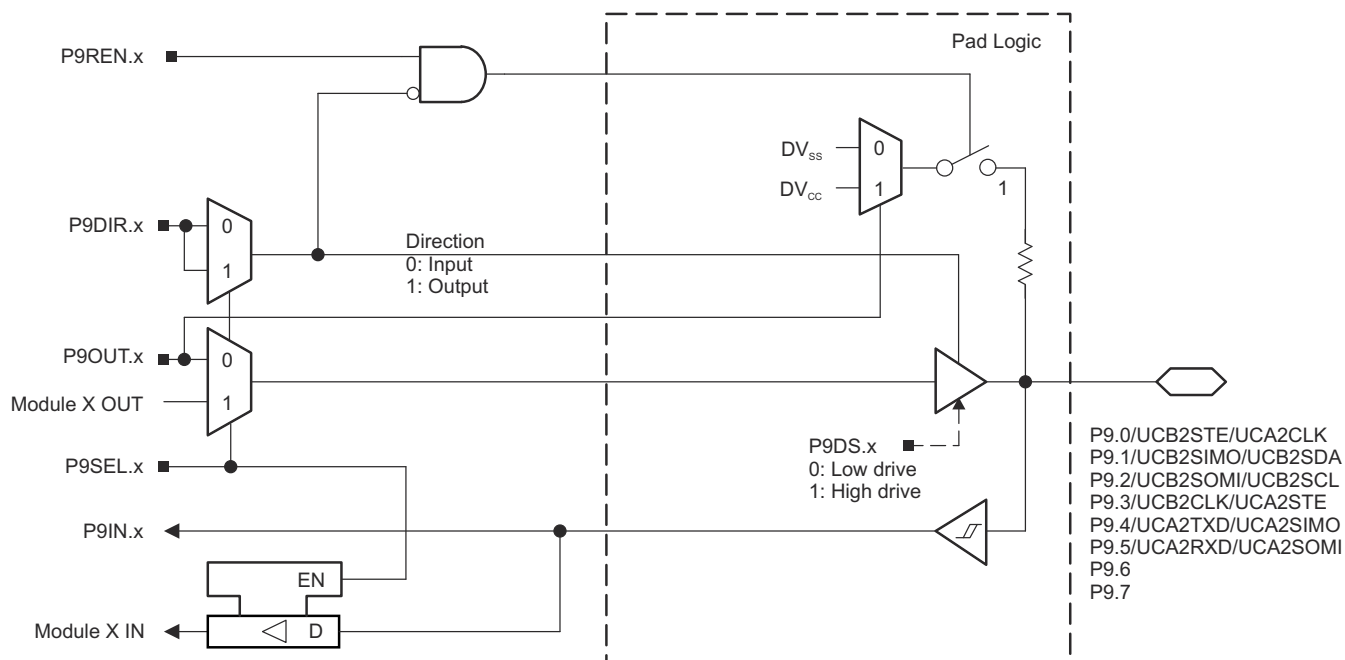 Pad Logic
P9REN.x
DVss
0
DVcc
1
1
P9DIR.x
0
1
Direction
0: Input
1: Output
P9OUT.x
0
Module X OUT
1
P9DS.x
0: Low drive
1: High drive
P9SEL.x
P9IN.x
EN
Module X IN
D
P9.0/UCB2STE/UCA2CLK
P9.1/UCB2SIMO/UCB2SDA
P9.2/UCB2SOMI/UCB2SCL
P9.3/UCB2CLK/UCA2STE
P9.4/UCA2TXD/UCA2SIMO
P9.5/UCA2RXD/UCA2SOMI
P9.6
P9.7